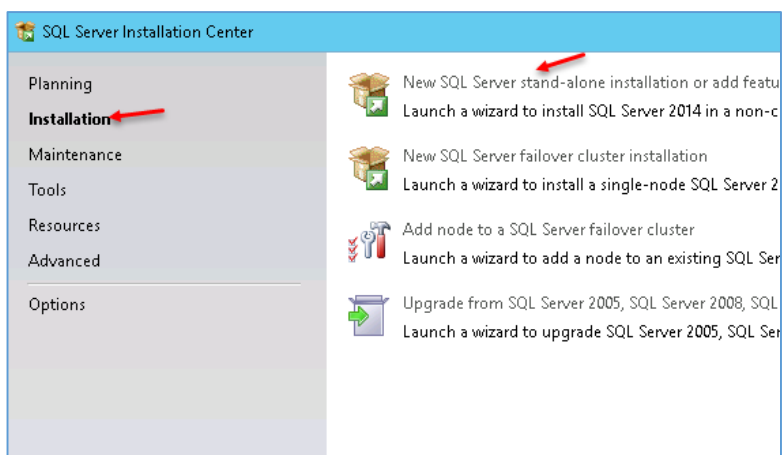 SQL Server Installation Center
Planning
Installation
Maintenance
Tools
Resources
Advanced
Options
New SQL Server stand-alone installation or add featu
Launch a wizard to install SQL Server 2014 in a non-c
New SQL Server failover cluster installation
Launch a wizard to install a single-node SQL Server 2
Add node to a SQL Server failover cluster
Launch a wizard to add a node to an existing SQL Ser
Upgrade from SQL Server 2005, SQL Server 2008, SQL
Launch a wizard to upgrade SQL Server 2005, SQL Ser